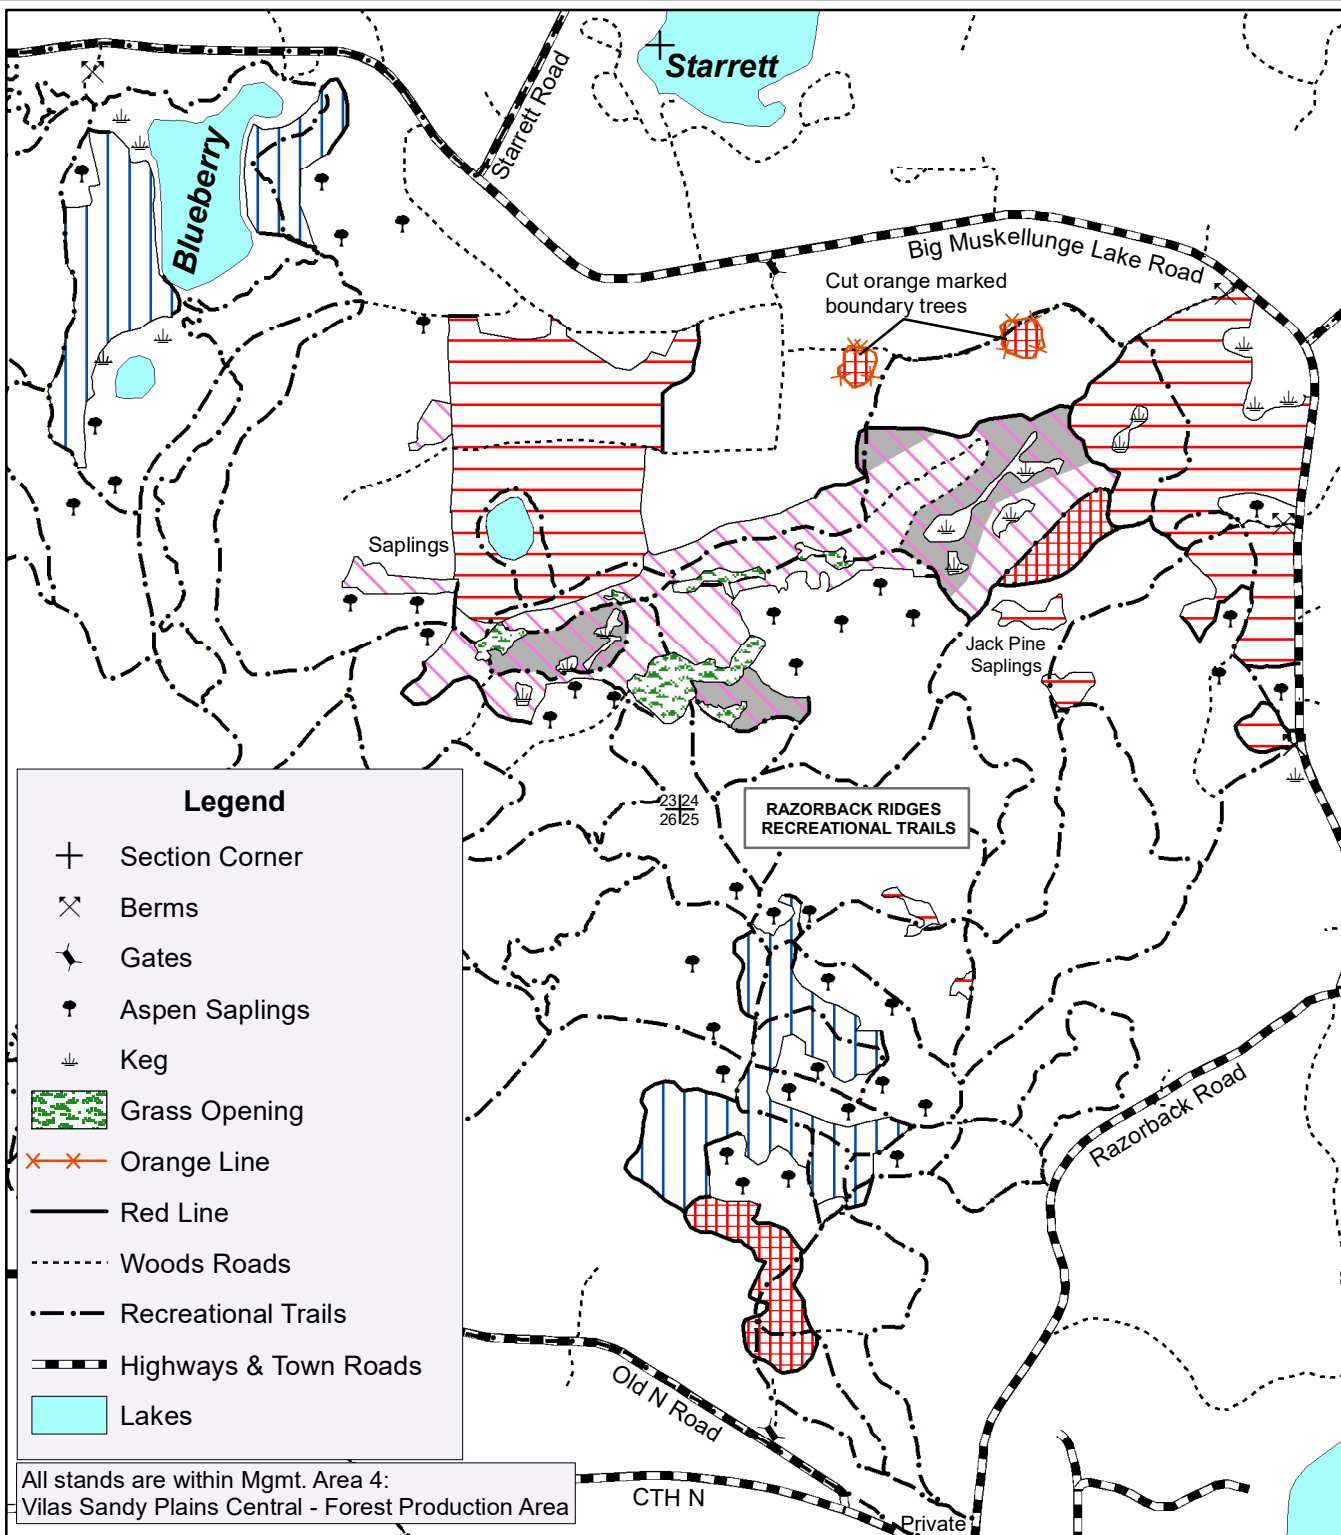 Starrett
Starrett Road
Blueberry
Big Muskellunge Lake Road
Cut orange marked
boundary trees
Saplings
Jack Pine
Saplings
23 24
26 25
RAZORBACK RIDGES
RECREATIONAL TRAILS
Legend
Section Corner
Berms
Gates
Aspen Saplings
Keg
Grass Opening
Orange Line
Red Line
Woods Roads
Recreational Trails
Highways & Town Roads
Lakes
Razorback Road
Old N Road
All stands are within Mgmt. Area 4:
Vilas Sandy Plains Central - Forest Production Area
CTH N
Private